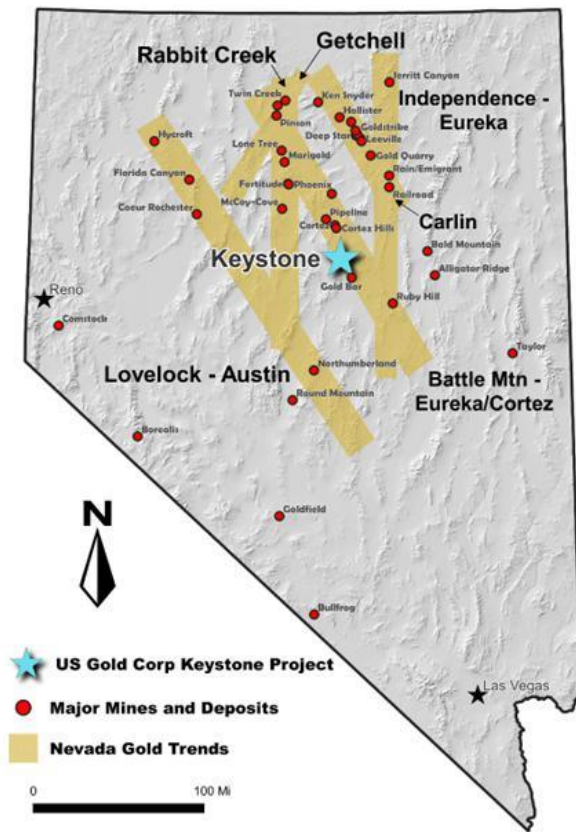 Getchell
Rabbit Creek
Jerritt Canyon
Twin Creek
Ken Snyder
Independence -
Eureka
Hollister
Pinson
Goldstrike
Deep Star
Leeville
Hycroft
Lone Tree
Gold Quarry
Marigold
Rain/Emigrant
Florida Canyon
Fortitude
Phoenix
Railroad
McCoy-Cove
Coeur Rochester
Pipeline
Carlin
Cortez
Cortez Hills
Keystone
Bald Mountain
Alligator Ridge
Gold Bar
Reno
Ruby Hill
Comstock
Taylor
Northumberland
Lovelock - Austin
Battle Mtn -
Eureka/Cortez
Round Mountain
Borealis
Goldfield
N
Bullfrog
US Gold Corp Keystone Project
Las Vegas
Major Mines and Deposits
Nevada Gold Trends
0
100 Mi